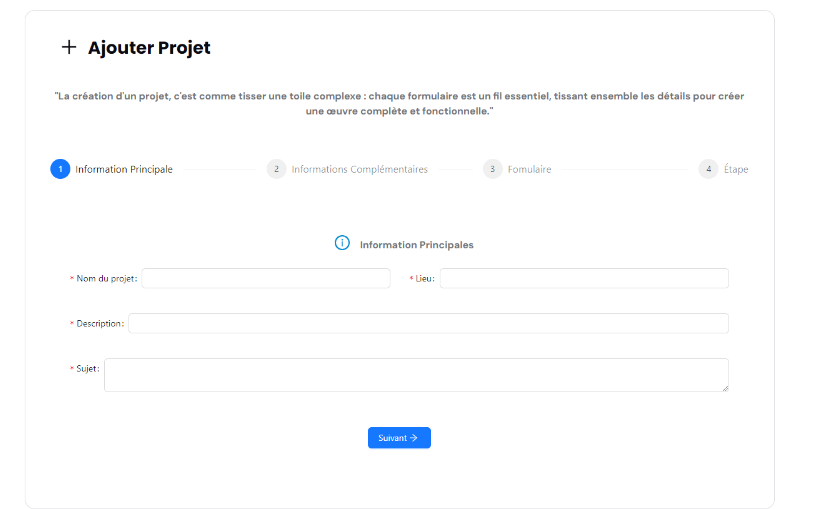 Ajouter Projet
"La création d'un projet, c'est comme tisser une toile complexe : chaque formulaire est un fil essentiel, tissant ensemble les détails pour créer
une œuvre complète et fonctionnelle."
1 Information Principale 2 Informations Complémentaires 3 Fomulaire 4 Étape
Information Principales
* Nom du projet: * Lieu:
* Description:
* Sujet:
Suivant →